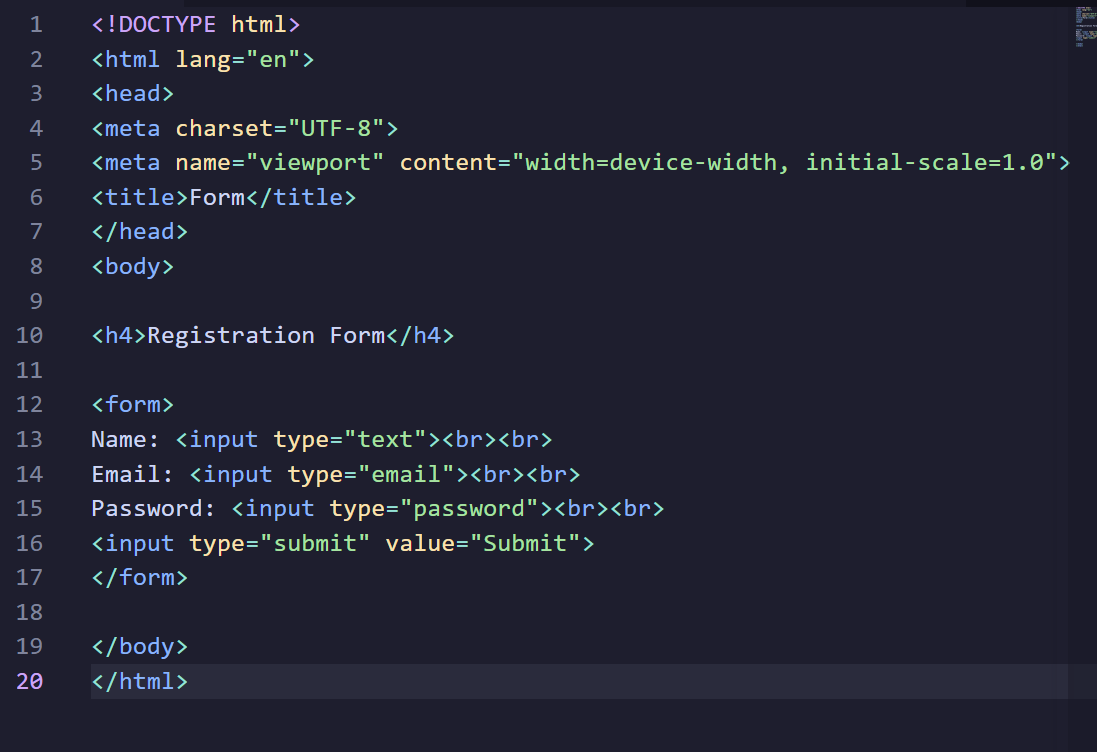 1 <!DOCTYPE html>
2 <html lang="en">
3 <head>
4 <meta charset="UTF-8">
5 <meta name="viewport" content="width=device-width, initial-scale=1.0">
6 <title>Form</title>
7 </head>
8 <body>
9
10 <h4>Registration Form</h4>
11
12 <form>
13 Name: <input type="text"><br><br>
14 Email: <input type="email"><br><br>
15 Password: <input type="password"><br><br>
16 <input type="submit" value="Submit">
17 </form>
18
19 </body>
20 </html>